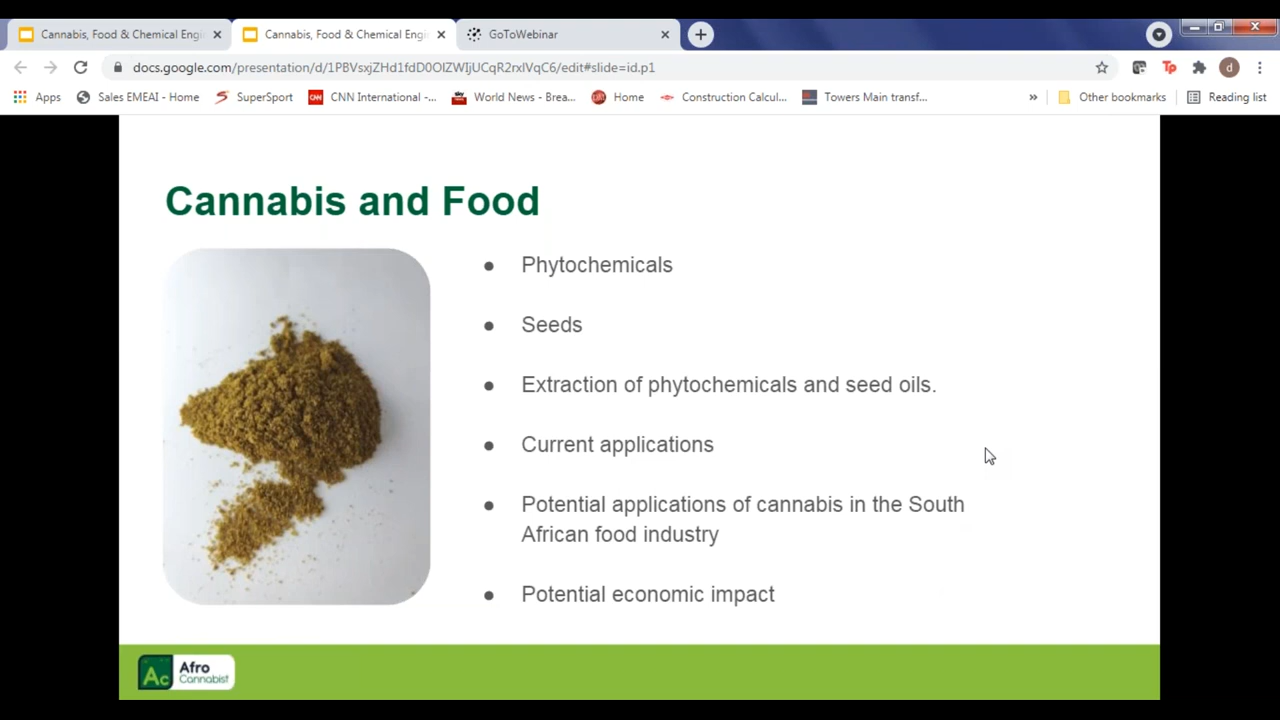 Cannabis, Food & Chemical Engi
Cannabis, Food & Chemical Engi
GoToWebinar
docs.google.com/presentation/d/1PBVsxjZHd1fdD0OlZWIjUCqR2rxlVqC6/edit#slide=id.p1
Tp
d
Apps
Sales EMEAI - Home
SuperSport
CNN International -...
World News - Brea...
Home
Construction Calcul...
Towers Main transf...
»
Other bookmarks
Reading list
Cannabis and Food
● Phytochemicals
● Seeds
● Extraction of phytochemicals and seed oils.
● Current applications
● Potential applications of cannabis in the South
African food industry
● Potential economic impact
Ac
Afro
Cannabist